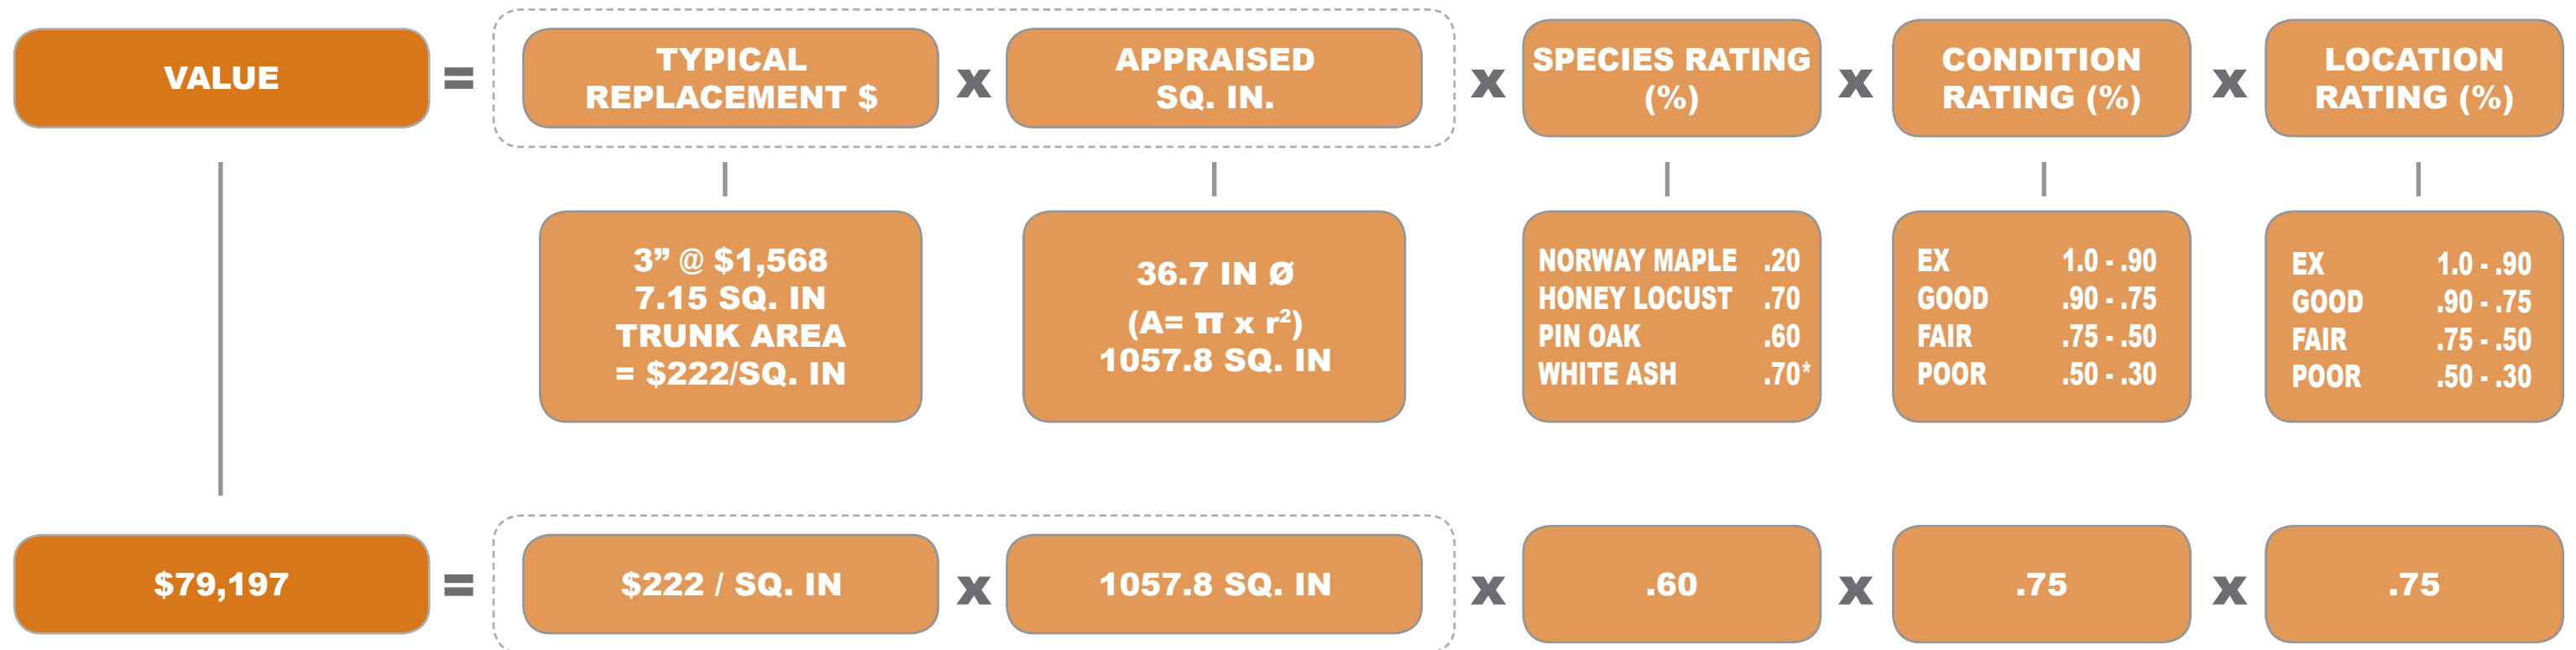 VALUE
=
TYPICAL
REPLACEMENT $
x
APPRAISED
SQ. IN.
x
SPECIES RATING
(%)
x
CONDITION
RATING (%)
x
LOCATION
RATING (%)
3” @ $1,568
7.15 SQ. IN
TRUNK AREA
= $222/SQ. IN
36.7 IN Ø
(A= π x r²)
1057.8 SQ. IN
NORWAY MAPLE .20
HONEY LOCUST .70
PIN OAK .60
WHITE ASH .70*
EX 1.0 - .90
GOOD .90 - .75
FAIR .75 - .50
POOR .50 - .30
EX 1.0 - .90
GOOD .90 - .75
FAIR .75 - .50
POOR .50 - .30
$79,197
=
$222 / SQ. IN
x
1057.8 SQ. IN
x
.60
x
.75
x
.75